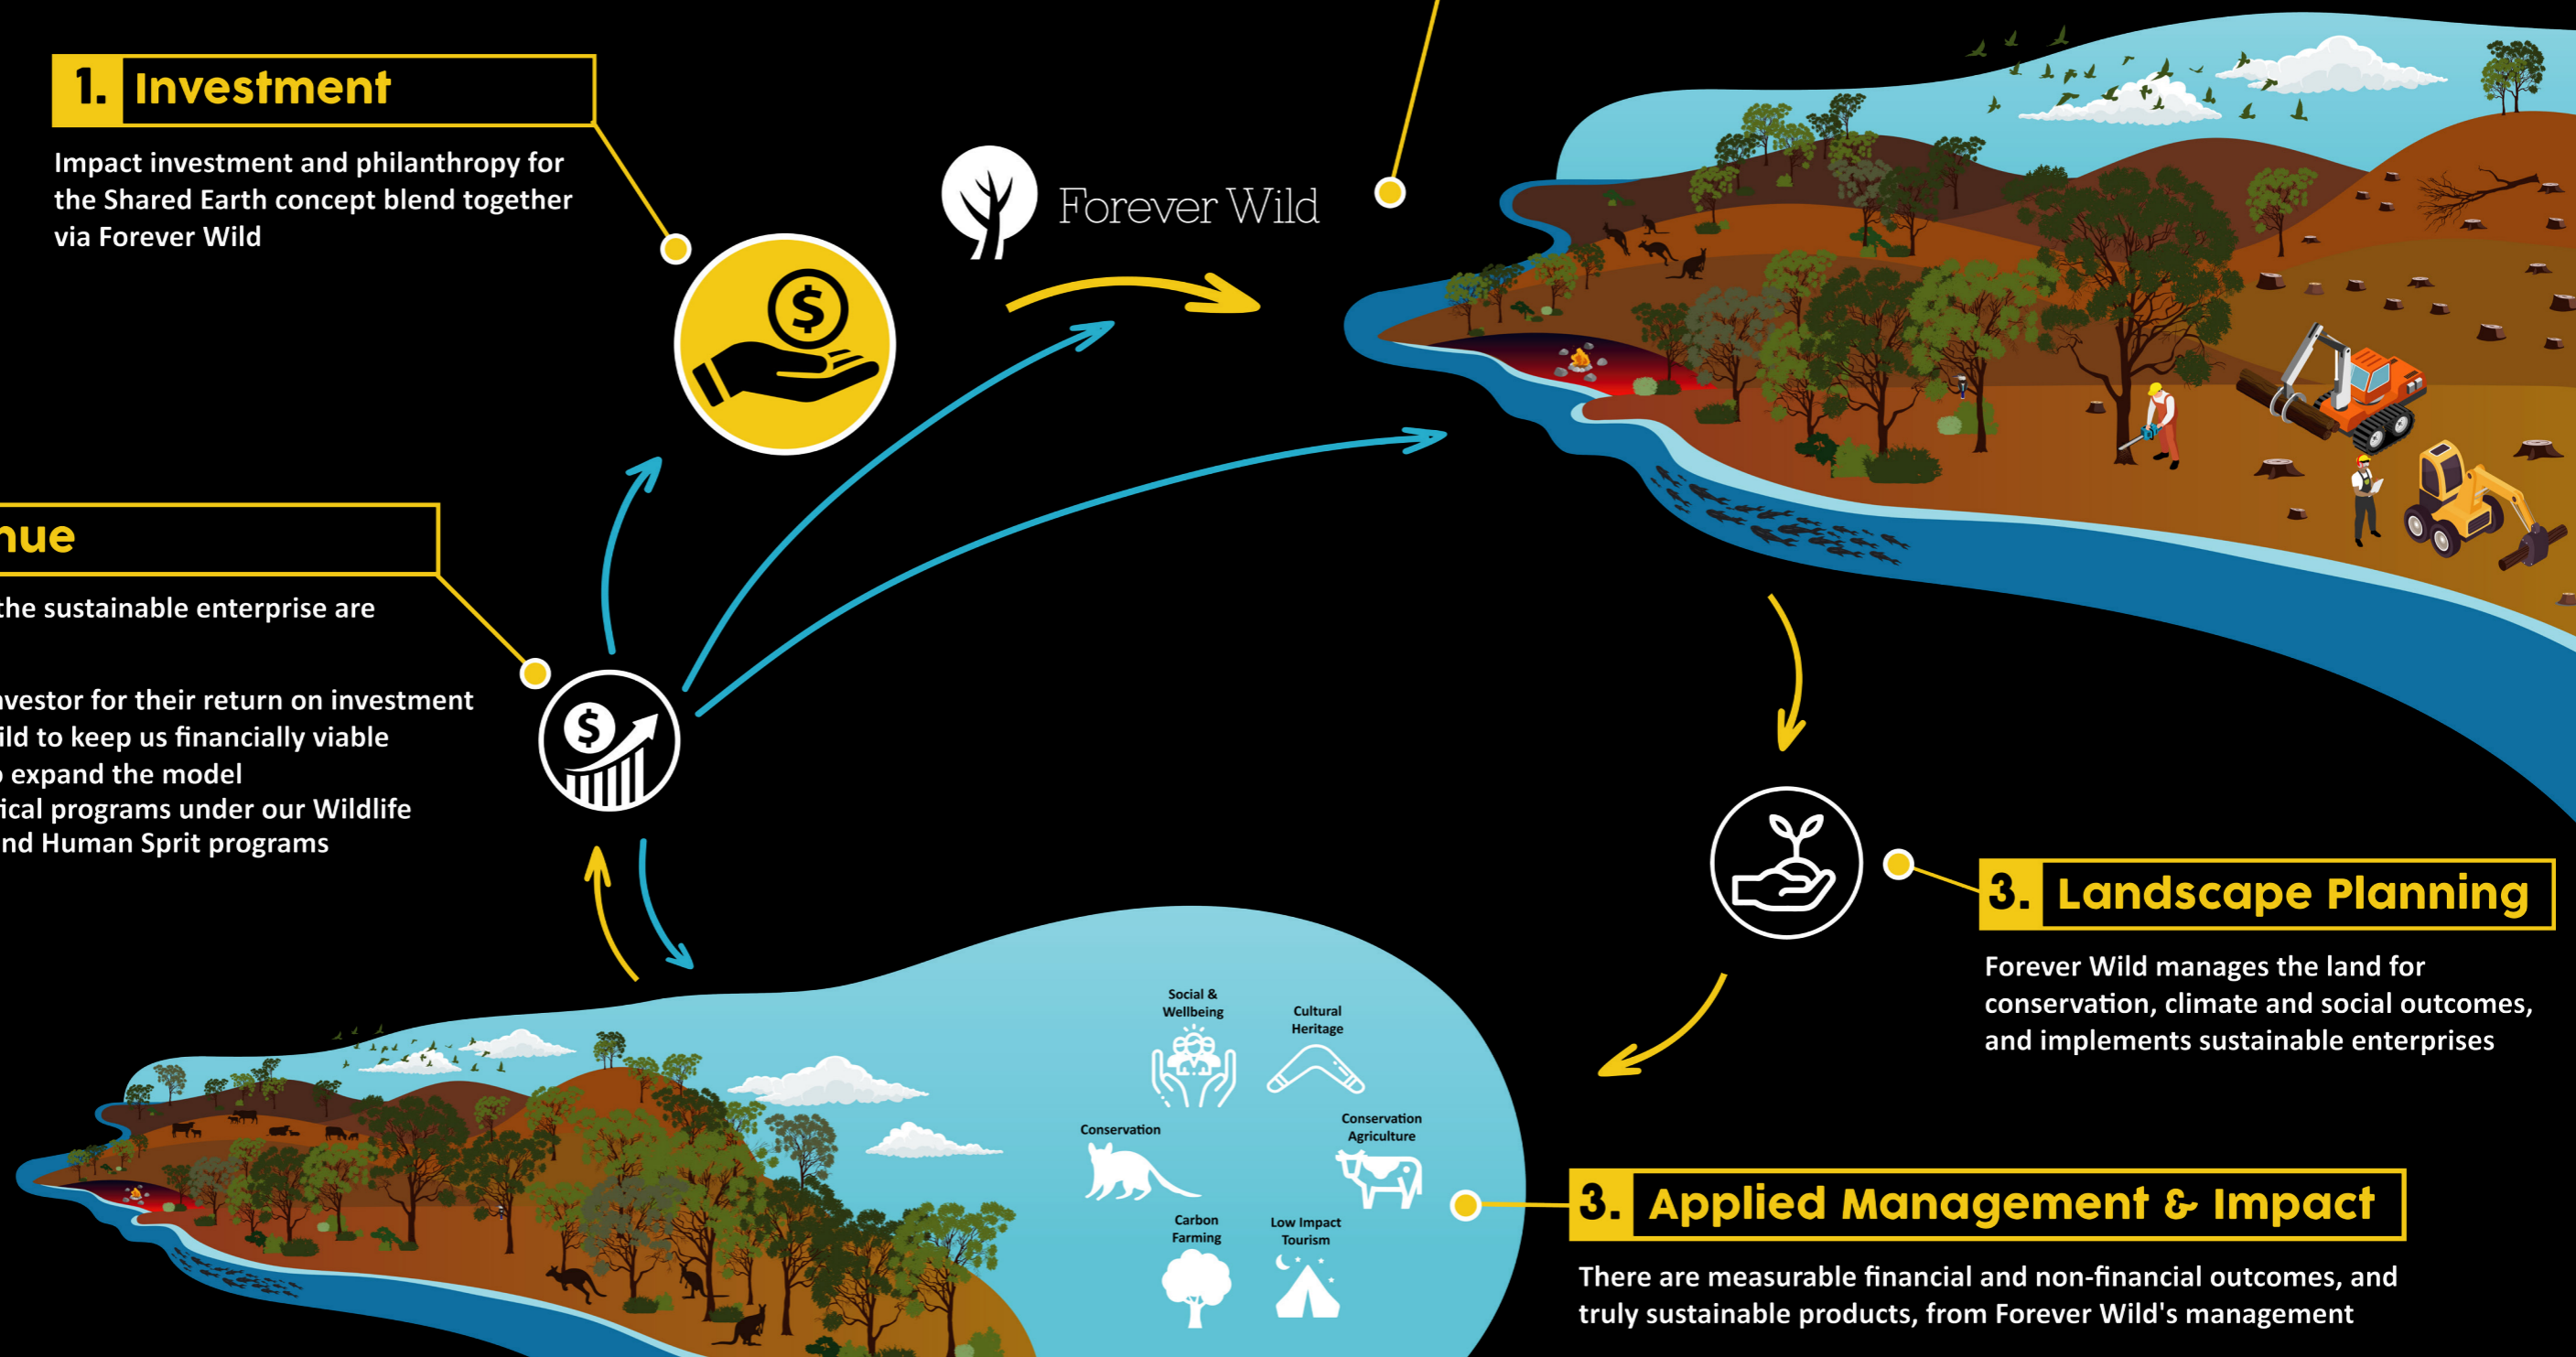 1. Investment
Impact investment and philanthropy for
the Shared Earth concept blend together
via Forever Wild
Forever Wild
$
nue
the sustainable enterprise are
nvestor for their return on investment
ild to keep us financially viable
expand the model
ical programs under our Wildlife
nd Human Sprit programs
$
3. Landscape Planning
Forever Wild manages the land for
conservation, climate and social outcomes,
and implements sustainable enterprises
Social &
Wellbeing
Cultural
Heritage
Conservation
Conservation
Agriculture
Carbon
Farming
Low Impact
Tourism
3. Applied Management & Impact
There are measurable financial and non-financial outcomes, and
truly sustainable products, from Forever Wild's management